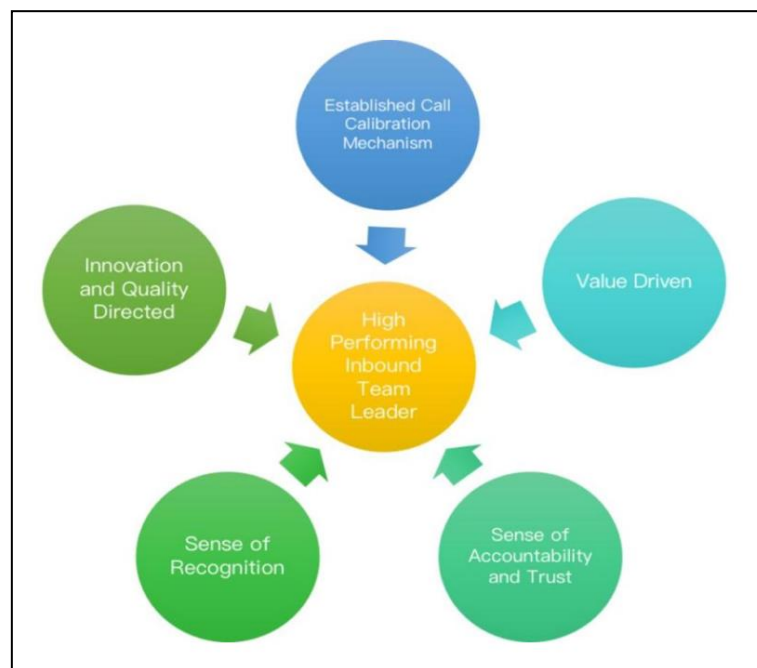 Established Call
Calibration
Mechanism
Innovation
and Quality
Directed
Value Driven
High
Performing
Inbound
Team
Leader
Sense of
Recognition
Sense of
Accountability
and Trust